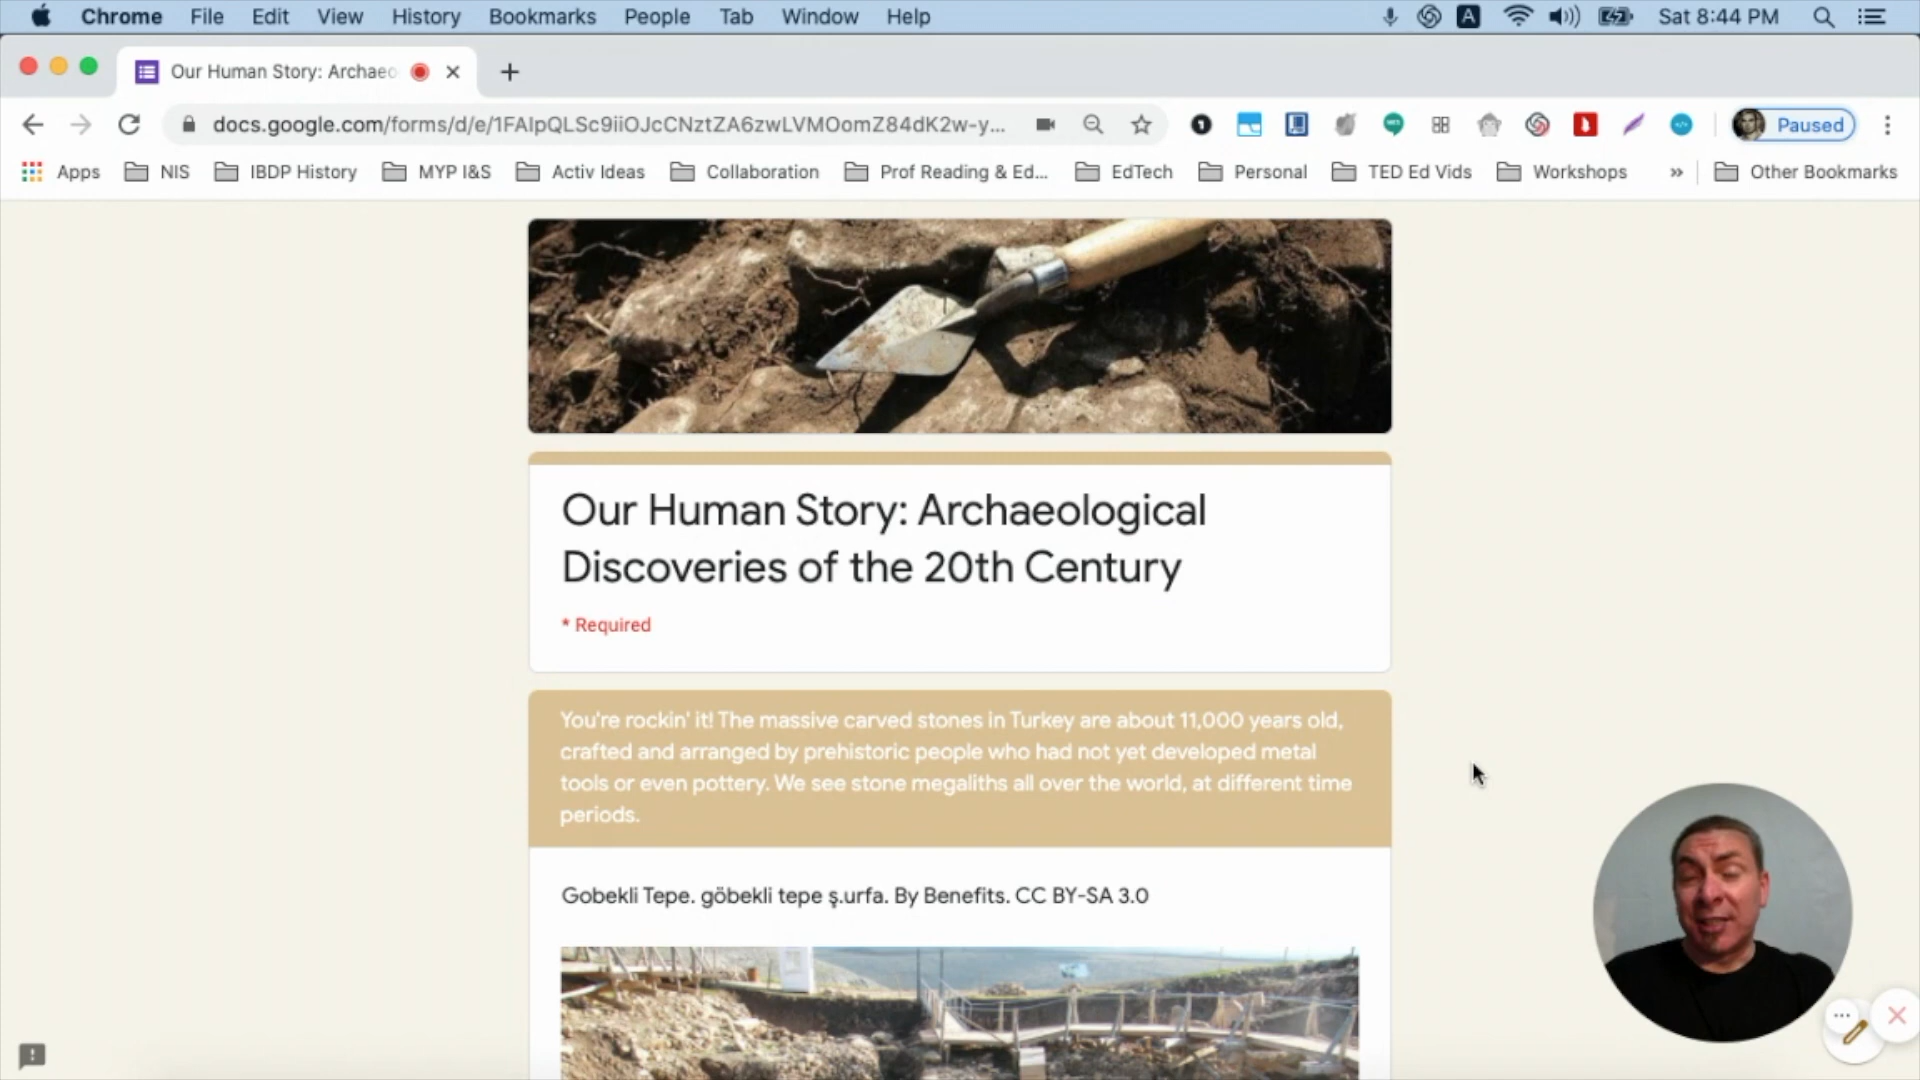 Chrome File Edit View History Bookmarks People Tab Window Help A Sat 8:44 PM
Our Human Story: Archaeo
docs.google.com/forms/d/e/1FAIpQLSc9iiOJcCNztZA6zwLVMOomZ84dK2w-y... Paused
Apps NIS IBDP History MYP I&S Activ Ideas Collaboration Prof Reading & Ed... EdTech Personal TED Ed Vids Workshops » Other Bookmarks
Our Human Story: Archaeological
Discoveries of the 20th Century
* Required
You're rockin' it! The massive carved stones in Turkey are about 11,000 years old,
crafted and arranged by prehistoric people who had not yet developed metal
tools or even pottery. We see stone megaliths all over the world, at different time
periods.
Gobekli Tepe. göbekli tepe ş.urfa. By Benefits. CC BY-SA 3.0